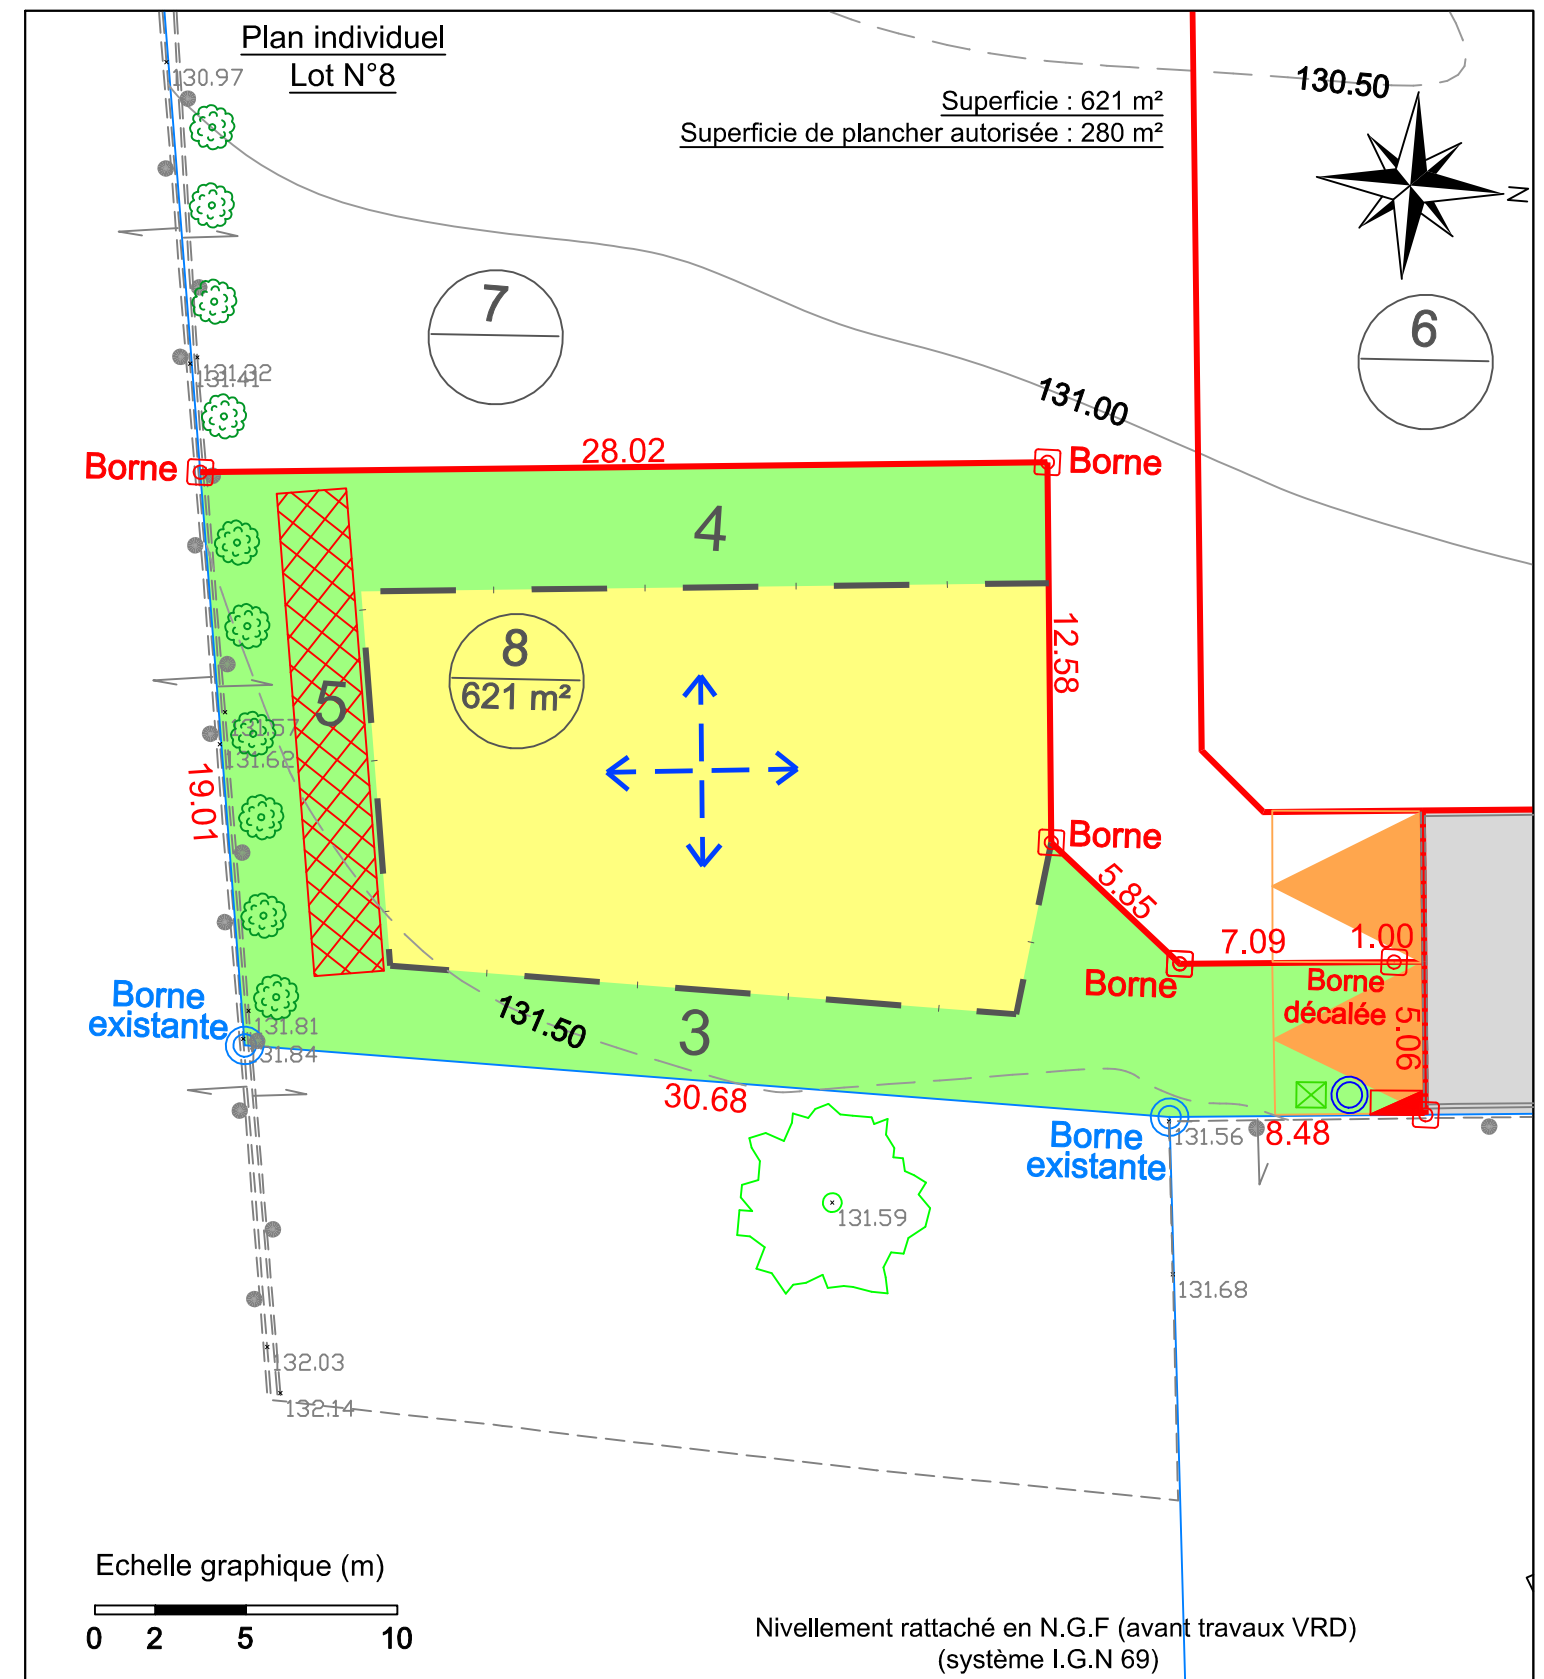 Plan individuel
Lot N°8
130.97
130.50
Superficie : 621 m²
Superficie de plancher autorisée : 280 m²
N
7
6
131.32
131.41
131.00
Borne
28.02
Borne
4
8
621 m²
12.58
5
131.57
131.62
19.01
Borne
5.85
7.09
1.00
Borne
Borne
décalée
5.06
Borne
existante
131.81
131.84
131.50
3
30.68
Borne
existante
131.56
8.48
131.59
131.68
132.03
132.14
Echelle graphique (m)
0 2 5 10
Nivellement rattaché en N.G.F (avant travaux VRD)
(système I.G.N 69)